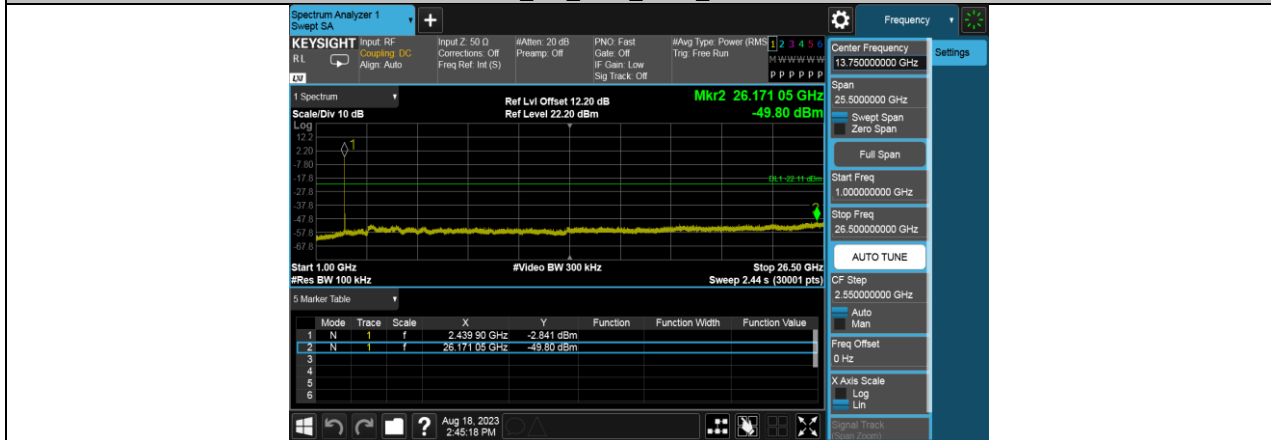 Spectrum Analyzer 1
Swept SA
+
Frequency
KEYSIGHT
RL
LXI
Input: RF
Coupling: DC
Align: Auto
Input Z: 50 Ω
Corrections: Off
Freq Ref: Int (S)
#Atten: 20 dB
Preamp: Off
PNO: Fast
Gate: Off
IF Gain: Low
Sig Track: Off
#Avg Type: Power (RMS
Trig: Free Run
1 2 3 4 5 6
M W W W W W
P P P P P P
1 Spectrum
Scale/Div 10 dB
Ref Lvl Offset 12.20 dB
Ref Level 22.20 dBm
Mkr2 26.171 05 GHz
-49.80 dBm
Log
12.2
2.20
-7.80
-17.8
-27.8
-37.8
-47.8
-57.8
-67.8
1
DL1 -22.11 dBm
2
Start 1.00 GHz
#Video BW 300 kHz
Stop 26.50 GHz
#Res BW 100 kHz
Sweep 2.44 s (30001 pts)
5 Marker Table
Mode Trace Scale X Y Function Function Width Function Value
1 N 1 f 2.439 90 GHz -2.841 dBm
2 N 1 f 26.171 05 GHz -49.80 dBm
3
4
5
6
Center Frequency
13.750000000 GHz
Settings
Span
25.5000000 GHz
Swept Span
Zero Span
Full Span
Start Freq
1.000000000 GHz
Stop Freq
26.500000000 GHz
AUTO TUNE
CF Step
2.550000000 GHz
Auto
Man
Freq Offset
0 Hz
X Axis Scale
Log
Lin
Signal Track
(Span Zoom)
?
Aug 18, 2023
2:45:18 PM